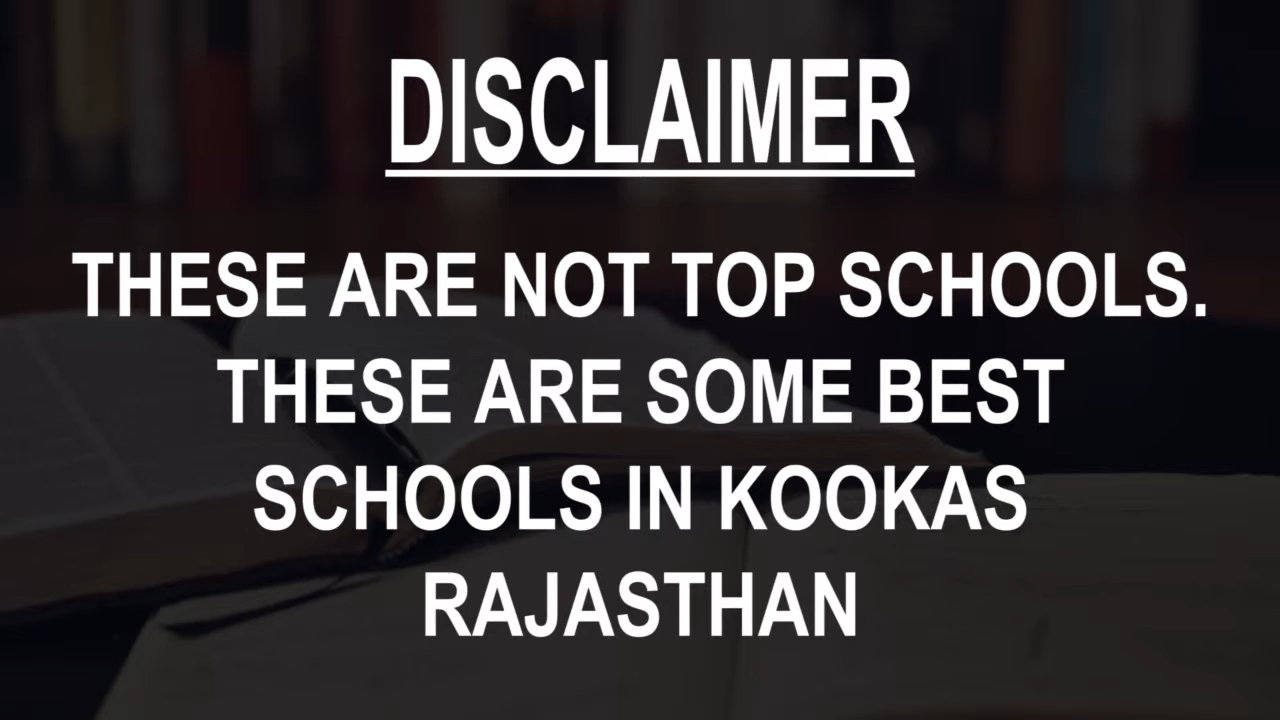 DISCLAIMER
THESE ARE NOT TOP SCHOOLS.
THESE ARE SOME BEST
SCHOOLS IN KOOKAS
RAJASTHAN